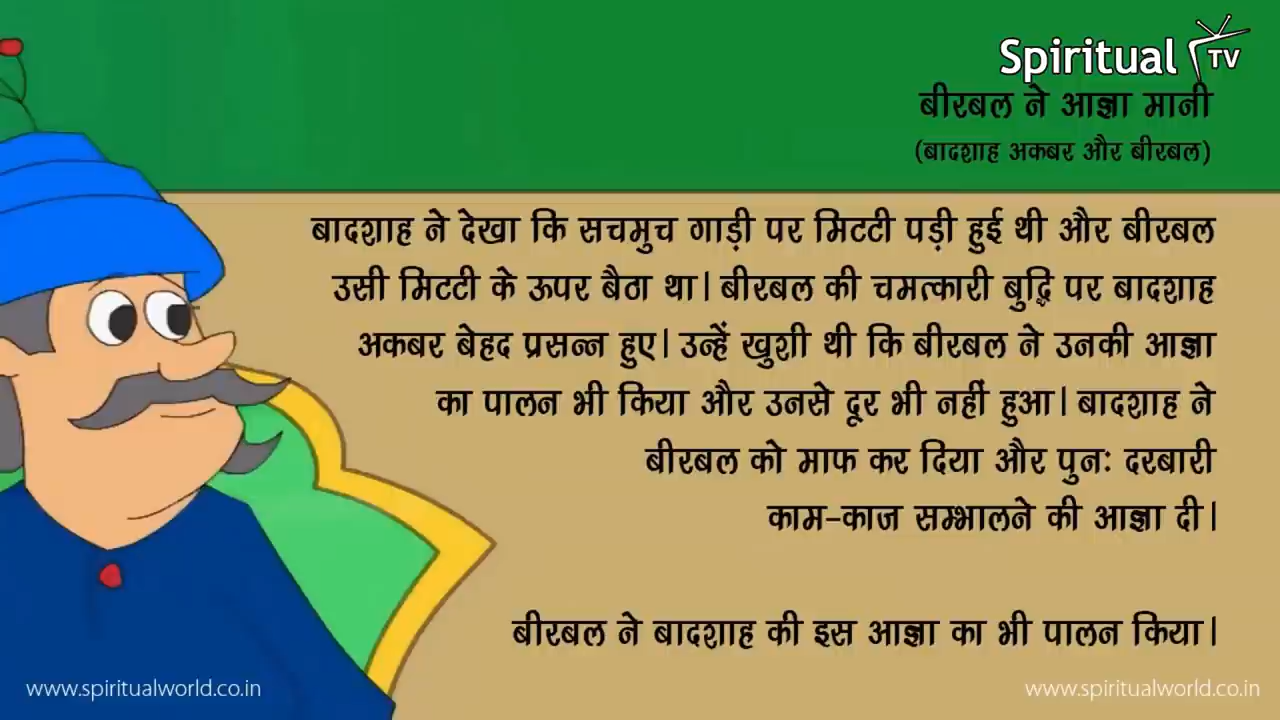 Spiritual TV
बीरबल ने आज्ञा मानी
(बादशाह अकबर और बीरबल)
बादशाह ने देखा कि सचमुच गाड़ी पर मिटटी पड़ी हुई थी और बीरबल
उसी मिटटी के ऊपर बैठा था| बीरबल की चमत्कारी बुद्धि पर बादशाह
अकबर बेहद प्रसन्न हुए| उन्हें खुशी थी कि बीरबल ने उनकी आज्ञा
का पालन भी किया और उनसे दूर भी नहीं हुआ| बादशाह ने
बीरबल को माफ कर दिया और पुनः दरबारी
काम-काज सम्भालने की आज्ञा दी|
बीरबल ने बादशाह की इस आज्ञा का भी पालन किया|
www.spiritualworld.co.in
www.spiritualworld.co.in